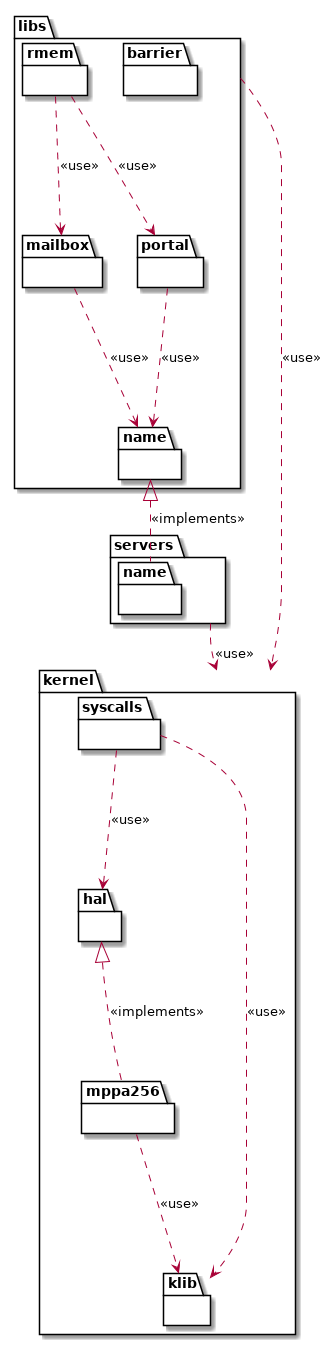 libs
rmem
barrier
«use»
«use»
mailbox
portal
«use»
«use»
«use»
name
«implements»
servers
name
«use»
kernel
syscalls
«use»
hal
«implements»
«use»
mppa256
«use»
klib